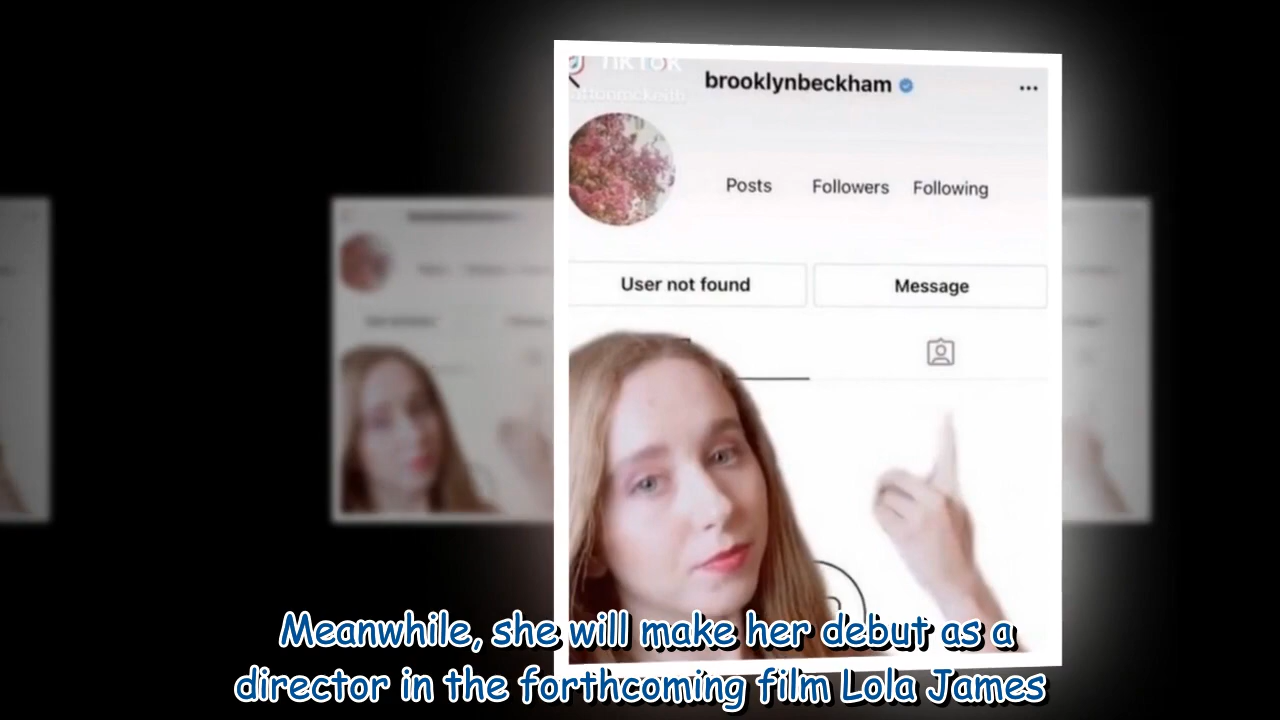 TikTok
brooklynbeckham
Posts Followers Following
User not found Message
Meanwhile, she will make her debut as a
director in the forthcoming film Lola James